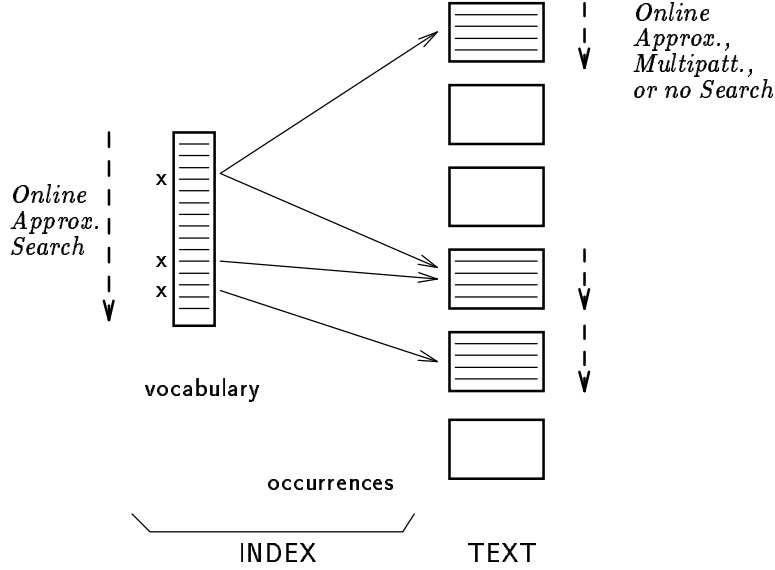 Online
Approx.,
Multipatt.,
or no Search
Online
Approx.
Search
x
x
x
vocabulary
occurrences
INDEX
TEXT